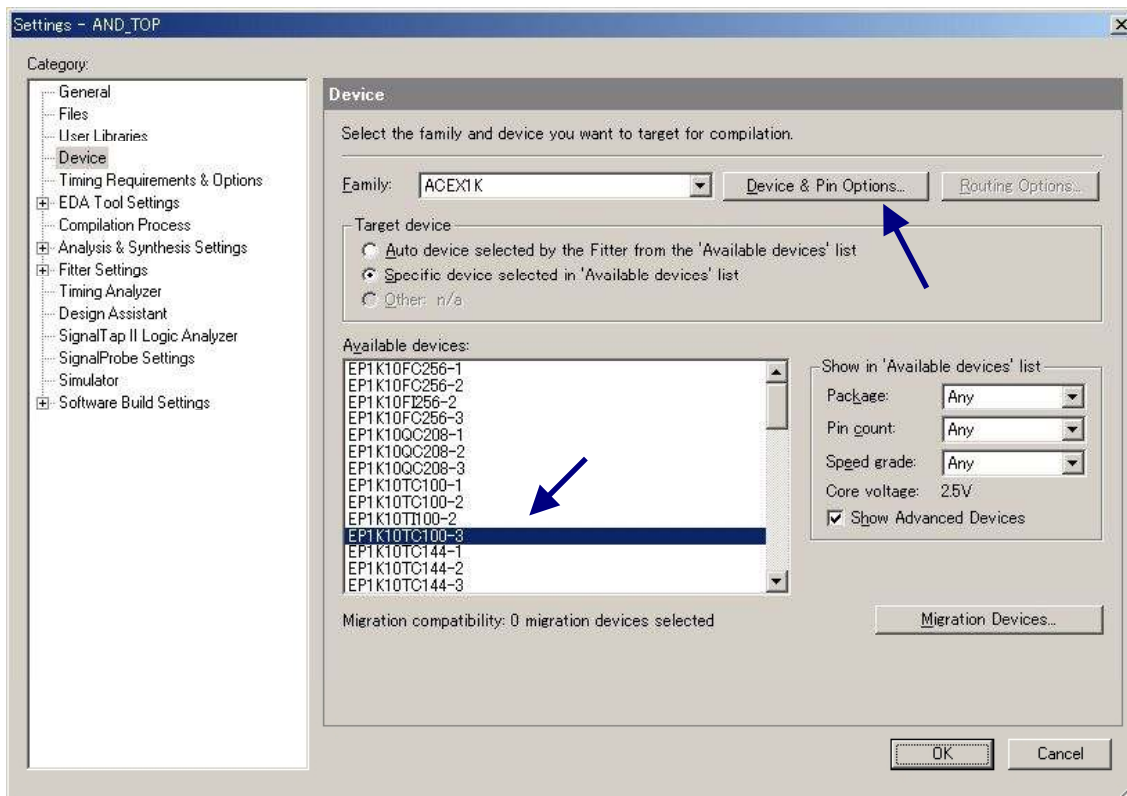 Settings - AND_TOP
Category:
General
Files
User Libraries
Device
Timing Requirements & Options
EDA Tool Settings
Compilation Process
Analysis & Synthesis Settings
Fitter Settings
Timing Analyzer
Design Assistant
SignalTap II Logic Analyzer
SignalProbe Settings
Simulator
Software Build Settings
Device
Select the family and device you want to target for compilation.
Family: ACEX1K Device & Pin Options... Routing Options...
Target device
Auto device selected by the Fitter from the 'Available devices' list
Specific device selected in 'Available devices' list
Other: n/a
Available devices:
EP1K10FC256-1
EP1K10FC256-2
EP1K10FI256-2
EP1K10FC256-3
EP1K10QC208-1
EP1K10QC208-2
EP1K10QC208-3
EP1K10TC100-1
EP1K10TC100-2
EP1K10TI100-2
EP1K10TC100-3
EP1K10TC144-1
EP1K10TC144-2
EP1K10TC144-3
Show in 'Available devices' list
Package: Any
Pin count: Any
Speed grade: Any
Core voltage: 2.5V
Show Advanced Devices
Migration compatibility: 0 migration devices selected
Migration Devices...
OK Cancel